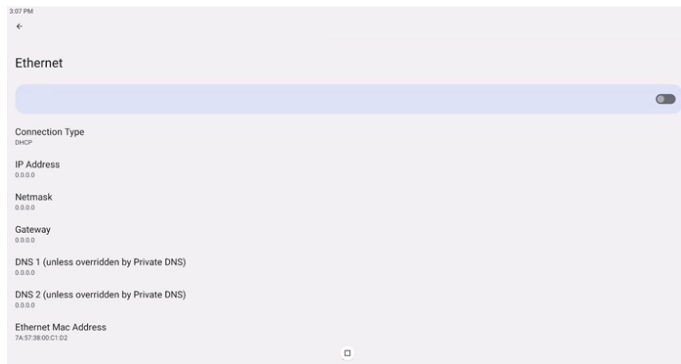 3:07 PM
Ethernet
Connection Type
DHCP
IP Address
0.0.0.0
Netmask
0.0.0.0
Gateway
0.0.0.0
DNS 1 (unless overridden by Private DNS)
0.0.0.0
DNS 2 (unless overridden by Private DNS)
0.0.0.0
Ethernet Mac Address
7A:57:38:00:C1:D2